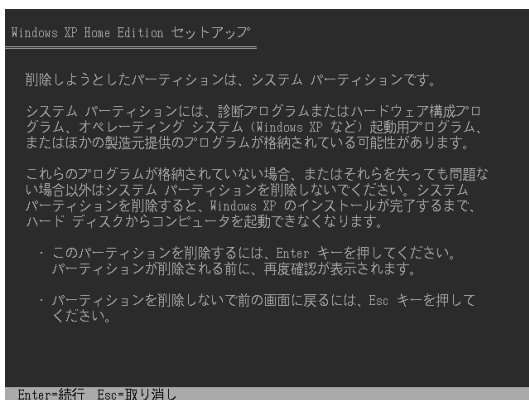 Windows XP Home Edition セットアップ
削除しようとしたパーティションは、システム パーティションです。
システム パーティションには、診断プログラムまたはハードウェア構成プロ
グラム、オペレーティング システム (Windows XP など) 起動用プログラム、
またはほかの製造元提供のプログラムが格納されている可能性があります。
これらのプログラムが格納されていない場合、またはそれらを失っても問題な
い場合以外はシステム パーティションを削除しないでください。システム
パーティションを削除すると、Windows XP のインストールが完了するまで、
ハード ディスクからコンピュータを起動できなくなります。
・ このパーティションを削除するには、Enter キーを押してください。
パーティションが削除される前に、再度確認が表示されます。
・ パーティションを削除しないで前の画面に戻るには、Esc キーを押して
ください。
Enter=続行 Esc=取り消し